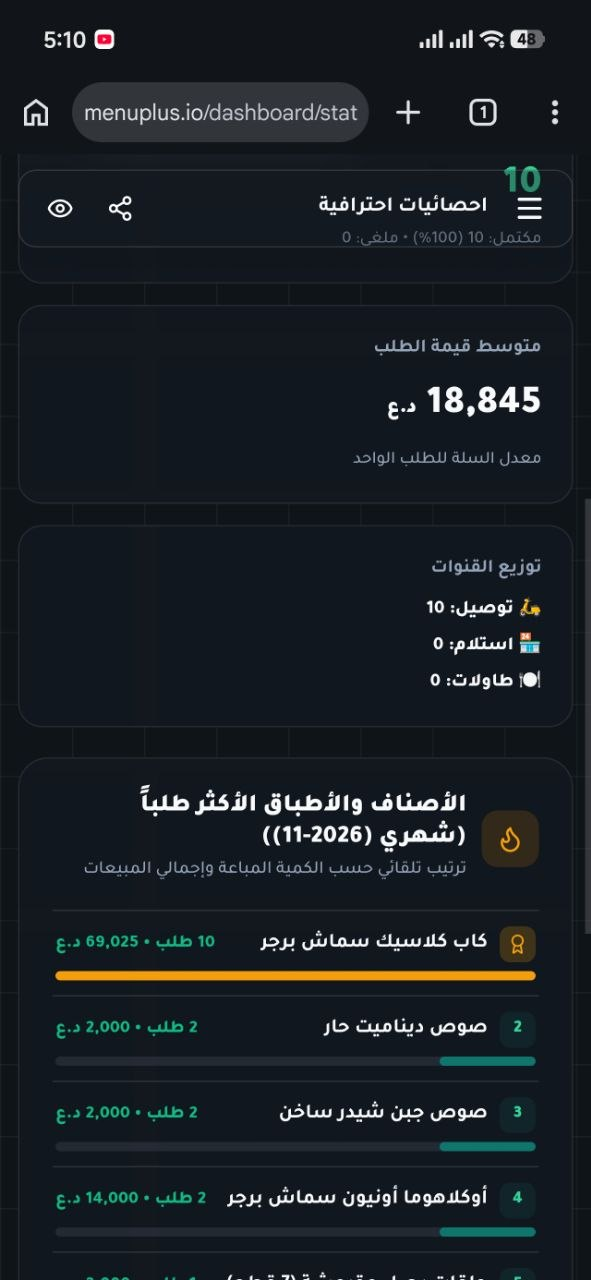 5:10
48
menuplus.io/dashboard/stat
1
10
احصائيات احترافية
مكتمل: 10 (100%) • ملغى: 0
متوسط قيمة الطلب
18,845 د.ع
معدل السلة للطلب الواحد
توزيع القنوات
توصيل: 10
استلام: 0
طاولات: 0
الأصناف والأطباق الأكثر طلباً
(شهري (2026-11))
ترتيب تلقائي حسب الكمية المباعة وإجمالي المبيعات
كاب كلاسيك سماش برجر
10 طلب • 69,025 د.ع
2
صوص ديناميت حار
2 طلب • 2,000 د.ع
3
صوص جبن شيدر ساخن
2 طلب • 2,000 د.ع
4
أوكلاهوما أونيون سماش برجر
2 طلب • 14,000 د.ع